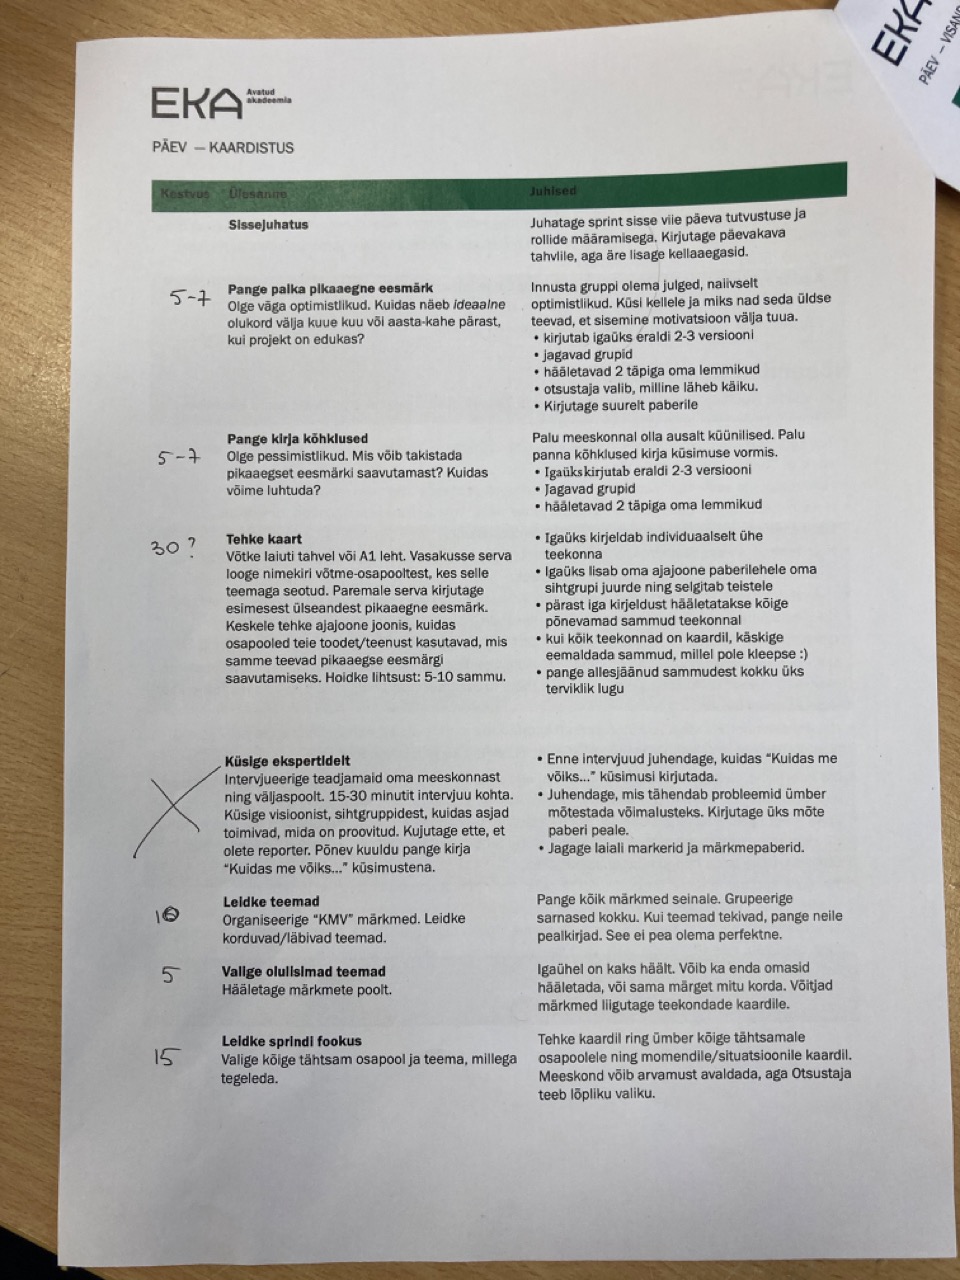 EKA Avatud
akadeemia
EKA
PÄEV – VISAND
PÄEV – KAARDISTUS
Kestvus Ülesanne Juhised
Sissejuhatus
Juhatage sprint sisse viie päeva tutvustuse ja
rollide määramisega. Kirjutage päevakava
tahvlile, aga äre lisage kellaaegasid.
5-7
Pange paika pikaaegne eesmärk
Olge väga optimistlikud. Kuidas näeb ideaalne
olukord välja kuue kuu või aasta-kahe pärast,
kui projekt on edukas?
Innusta gruppi olema julged, naiivselt
optimistlikud. Küsi kellele ja miks nad seda üldse
teevad, et sisemine motivatsioon välja tuua.
• kirjutab igaüks eraldi 2-3 versiooni
• jagavad grupid
• hääletavad 2 täpiga oma lemmikud
• otsustaja valib, milline läheb käiku.
• Kirjutage suurelt paberile
5-7
Pange kirja kõhklused
Olge pessimistlikud. Mis võib takistada
pikaaegset eesmärki saavutamast? Kuidas
võime luhtuda?
Palu meeskonnal olla ausalt küünilised. Palu
panna kõhklused kirja küsimuse vormis.
• Igaüks kirjutab eraldi 2-3 versiooni
• Jagavad grupid
• hääletavad 2 täpiga oma lemmikud
30?
Tehke kaart
Võtke laiuti tahvel või A1 leht. Vasakusse serva
looge nimekiri võtme-osapooltest, kes selle
teemaga seotud. Paremale serva kirjutage
esimesest ülseandest pikaaegne eesmärk.
Keskele tehke ajajoone joonis, kuidas
osapooled teie toodet/teenust kasutavad, mis
samme teevad pikaaegse eesmärgi
saavutamiseks. Hoidke lihtsust: 5-10 sammu.
• Igaüks kirjeldab individuaalselt ühe
teekonna
• Igaüks lisab oma ajajoone paberilehele oma
sihtgrupi juurde ning selgitab teistele
• pärast iga kirjeldust hääletatakse kõige
põnevamad sammud teekonnal
• kui kõik teekonnad on kaardil, käskige
eemaldada sammud, millel pole kleepse :)
• pange allesjäänud sammudest kokku üks
terviklik lugu
Küsige ekspertidelt
Intervjueerige teadjamaid oma meeskonnast
ning väljaspoolt. 15-30 minutit intervjuu kohta.
Küsige visioonist, sihtgruppidest, kuidas asjad
toimivad, mida on proovitud. Kujutage ette, et
olete reporter. Põnev kuuldu pange kirja
“Kuidas me võiks...” küsimustena.
• Enne intervjuud juhendage, kuidas “Kuidas me
võiks...” küsimusi kirjutada.
• Juhendage, mis tähendab probleemid ümber
mõtestada võimalusteks. Kirjutage üks mõte
paberi peale.
• Jagage laiali markerid ja märkmepaberid.
10
Leidke teemad
Organiseerige “KMV” märkmed. Leidke
korduvad/läbivad teemad.
Pange kõik märkmed seinale. Grupeerige
sarnased kokku. Kui teemad tekivad, pange neile
pealkirjad. See ei pea olema perfektne.
5
Valige olulisimad teemad
Hääletage märkmete poolt.
Igaühel on kaks häält. Võib ka enda omasid
hääletada, või sama märget mitu korda. Võitjad
märkmed liigutage teekondade kaardile.
15
Leidke sprindi fookus
Valige kõige tähtsam osapool ja teema, millega
tegeleda.
Tehke kaardil ring ümber kõige tähtsamale
osapoolele ning momendile/situatsioonile kaardil.
Meeskond võib arvamust avaldada, aga Otsustaja
teeb lõpliku valiku.